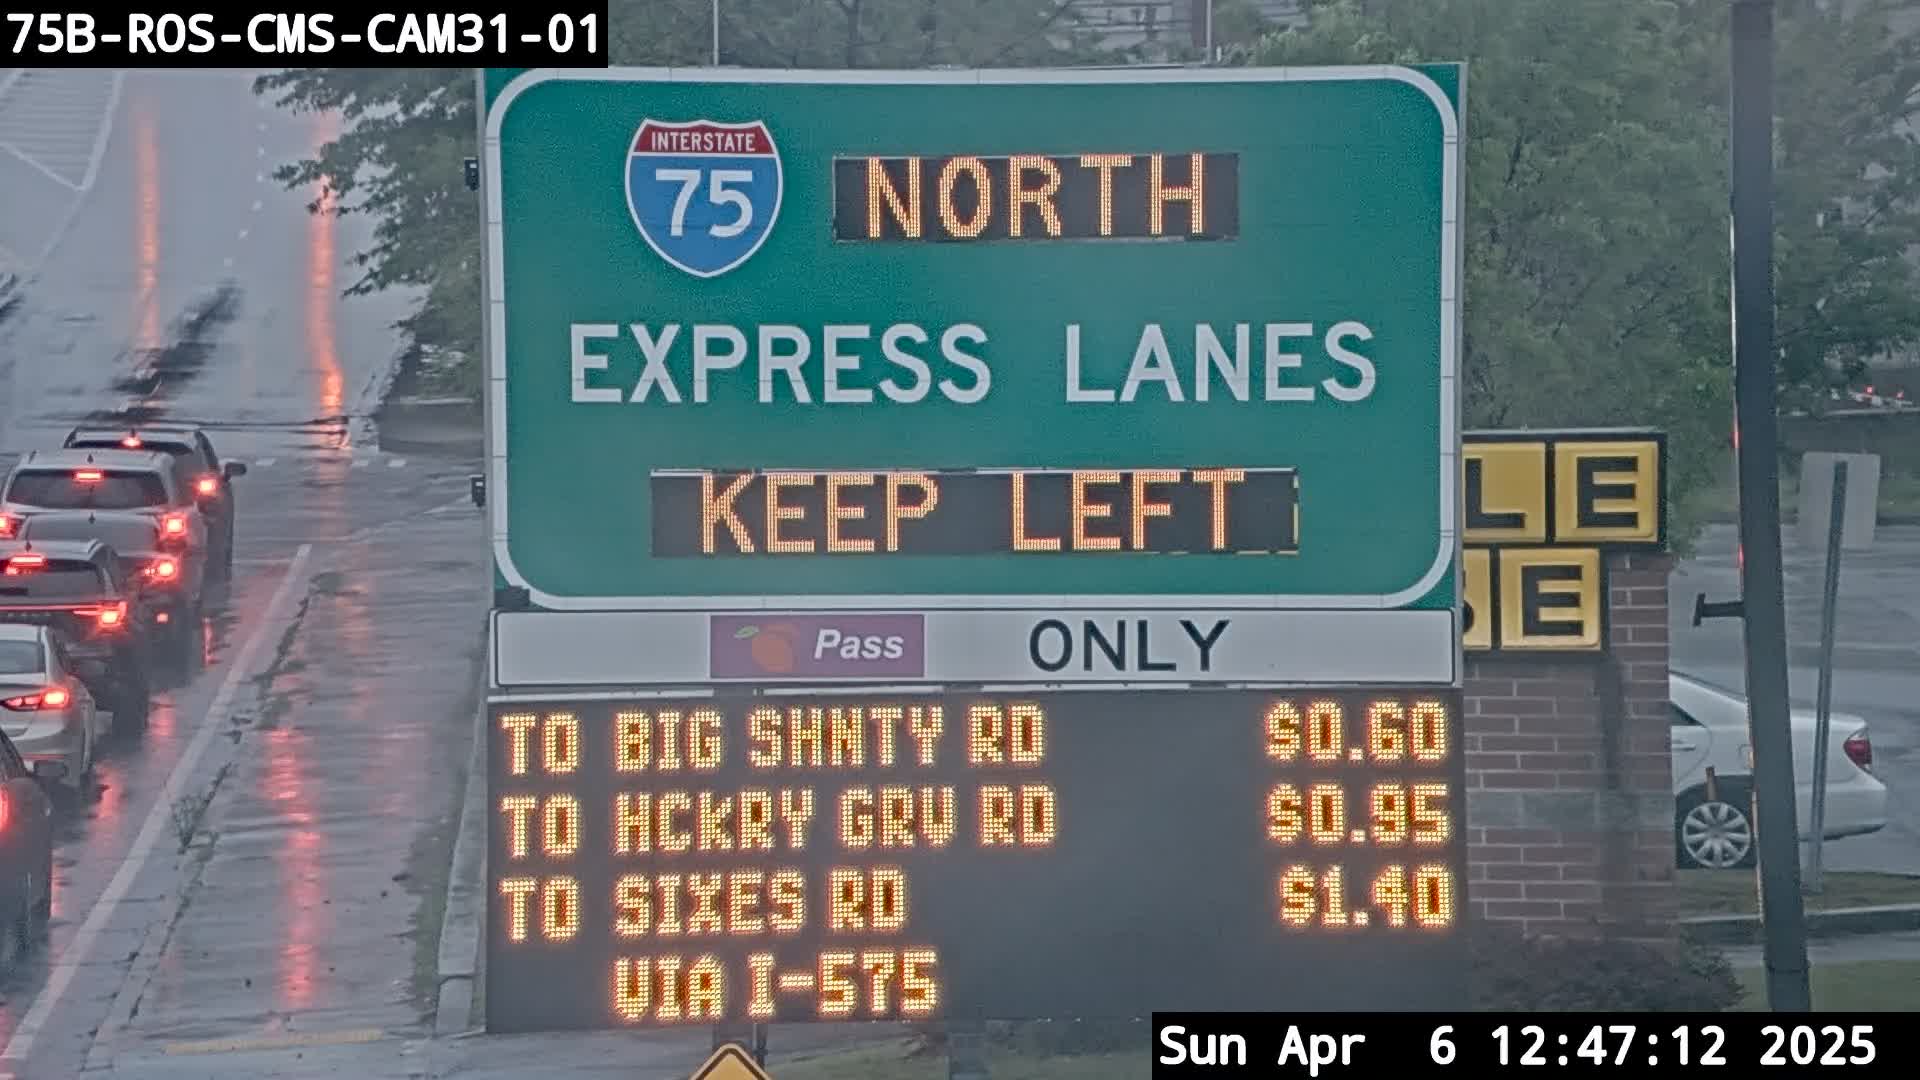 75B-ROS-CMS-CAM31-01
INTERSTATE
75
NORTH
EXPRESS LANES
KEEP LEFT
Pass ONLY
TO BIG SHNTY RD $0.60
TO HCKRY GRV RD $0.95
TO SIXES RD $1.40
VIA I-575
LE
E
Sun Apr 6 12:47:12 2025